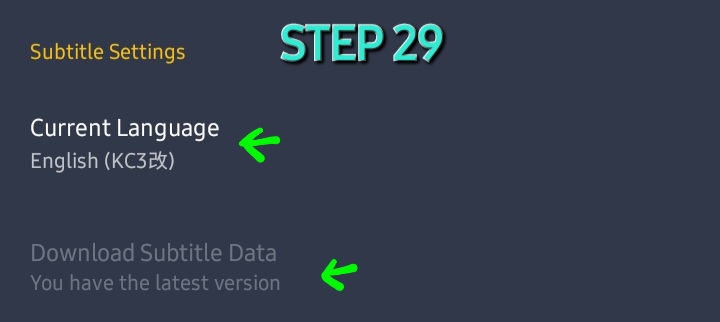 STEP 29
Subtitle Settings
Current Language
English (KC3改)
Download Subtitle Data
You have the latest version